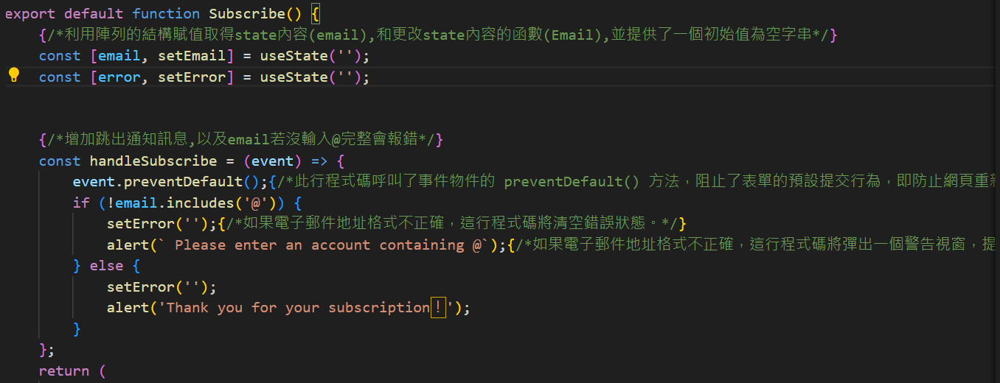 export default function Subscribe() {
{/*利用陣列的結構賦值取得state內容(email),和更改state內容的函數(Email),並提供了一個初始值為空字串*/}
const [email, setEmail] = useState('');
const [error, setError] = useState('');
{/*增加跳出通知訊息,以及email若沒輸入@完整會報錯*/}
const handleSubscribe = (event) => {
event.preventDefault();{/*此行程式碼呼叫了事件物件的 preventDefault() 方法，阻止了表單的預設提交行為，即防止網頁重新
if (!email.includes('@')) {
setError('');{/*如果電子郵件地址格式不正確，這行程式碼將清空錯誤狀態。*/}
alert(` Please enter an account containing @`);{/*如果電子郵件地址格式不正確，這行程式碼將彈出一個警告視窗，提
} else {
setError('');
alert('Thank you for your subscription！');
}
};
return (